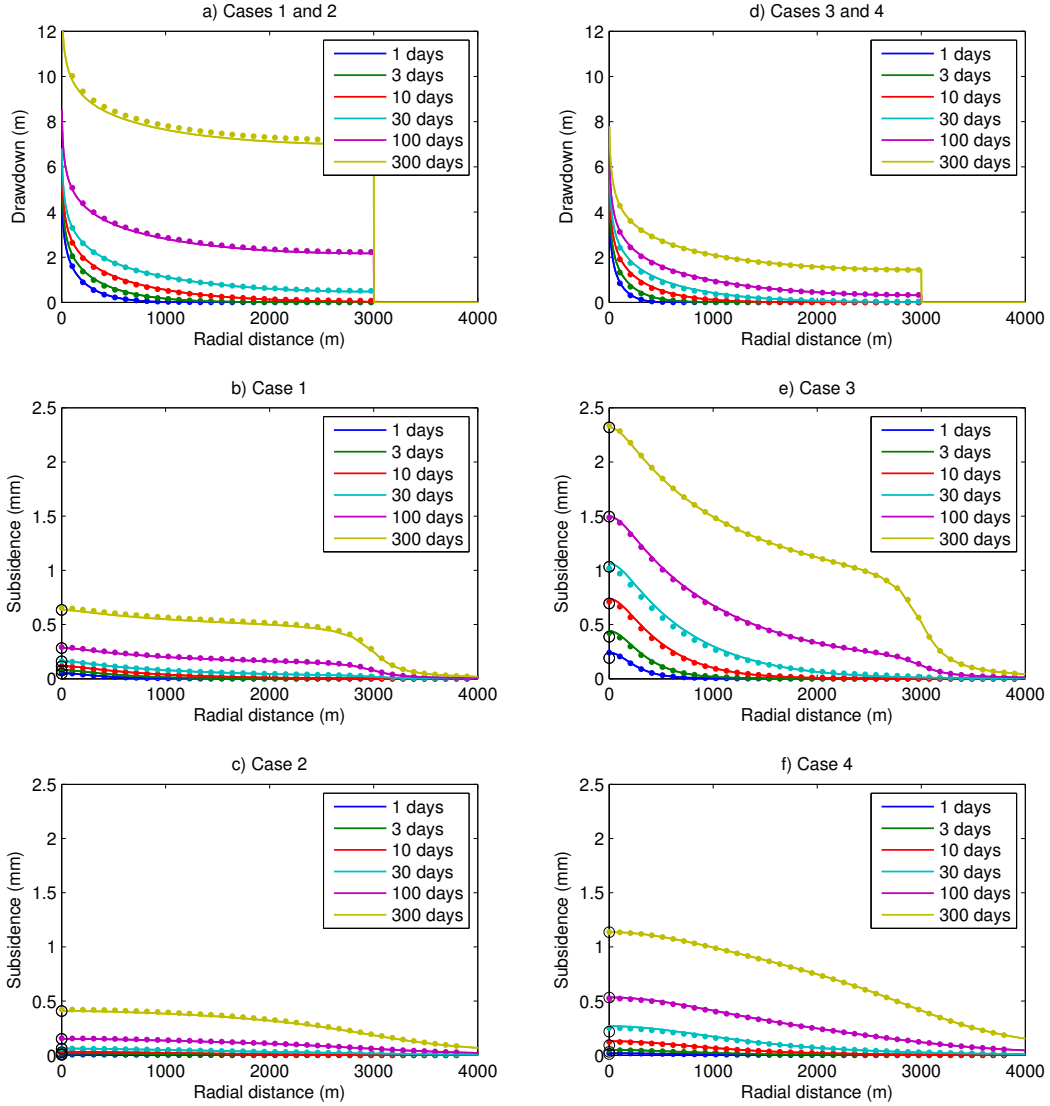 a) Cases 1 and 2
12
10
8
6
4
2
0
Drawdown (m)
0 1000 2000 3000 4000
Radial distance (m)
1 days
3 days
10 days
30 days
100 days
300 days
d) Cases 3 and 4
12
10
8
6
4
2
0
Drawdown (m)
0 1000 2000 3000 4000
Radial distance (m)
1 days
3 days
10 days
30 days
100 days
300 days
b) Case 1
2.5
2
1.5
1
0.5
0
Subsidence (mm)
0 1000 2000 3000 4000
Radial distance (m)
1 days
3 days
10 days
30 days
100 days
300 days
e) Case 3
2.5
2
1.5
1
0.5
0
Subsidence (mm)
0 1000 2000 3000 4000
Radial distance (m)
1 days
3 days
10 days
30 days
100 days
300 days
c) Case 2
2.5
2
1.5
1
0.5
0
Subsidence (mm)
0 1000 2000 3000 4000
Radial distance (m)
1 days
3 days
10 days
30 days
100 days
300 days
f) Case 4
2.5
2
1.5
1
0.5
0
Subsidence (mm)
0 1000 2000 3000 4000
Radial distance (m)
1 days
3 days
10 days
30 days
100 days
300 days